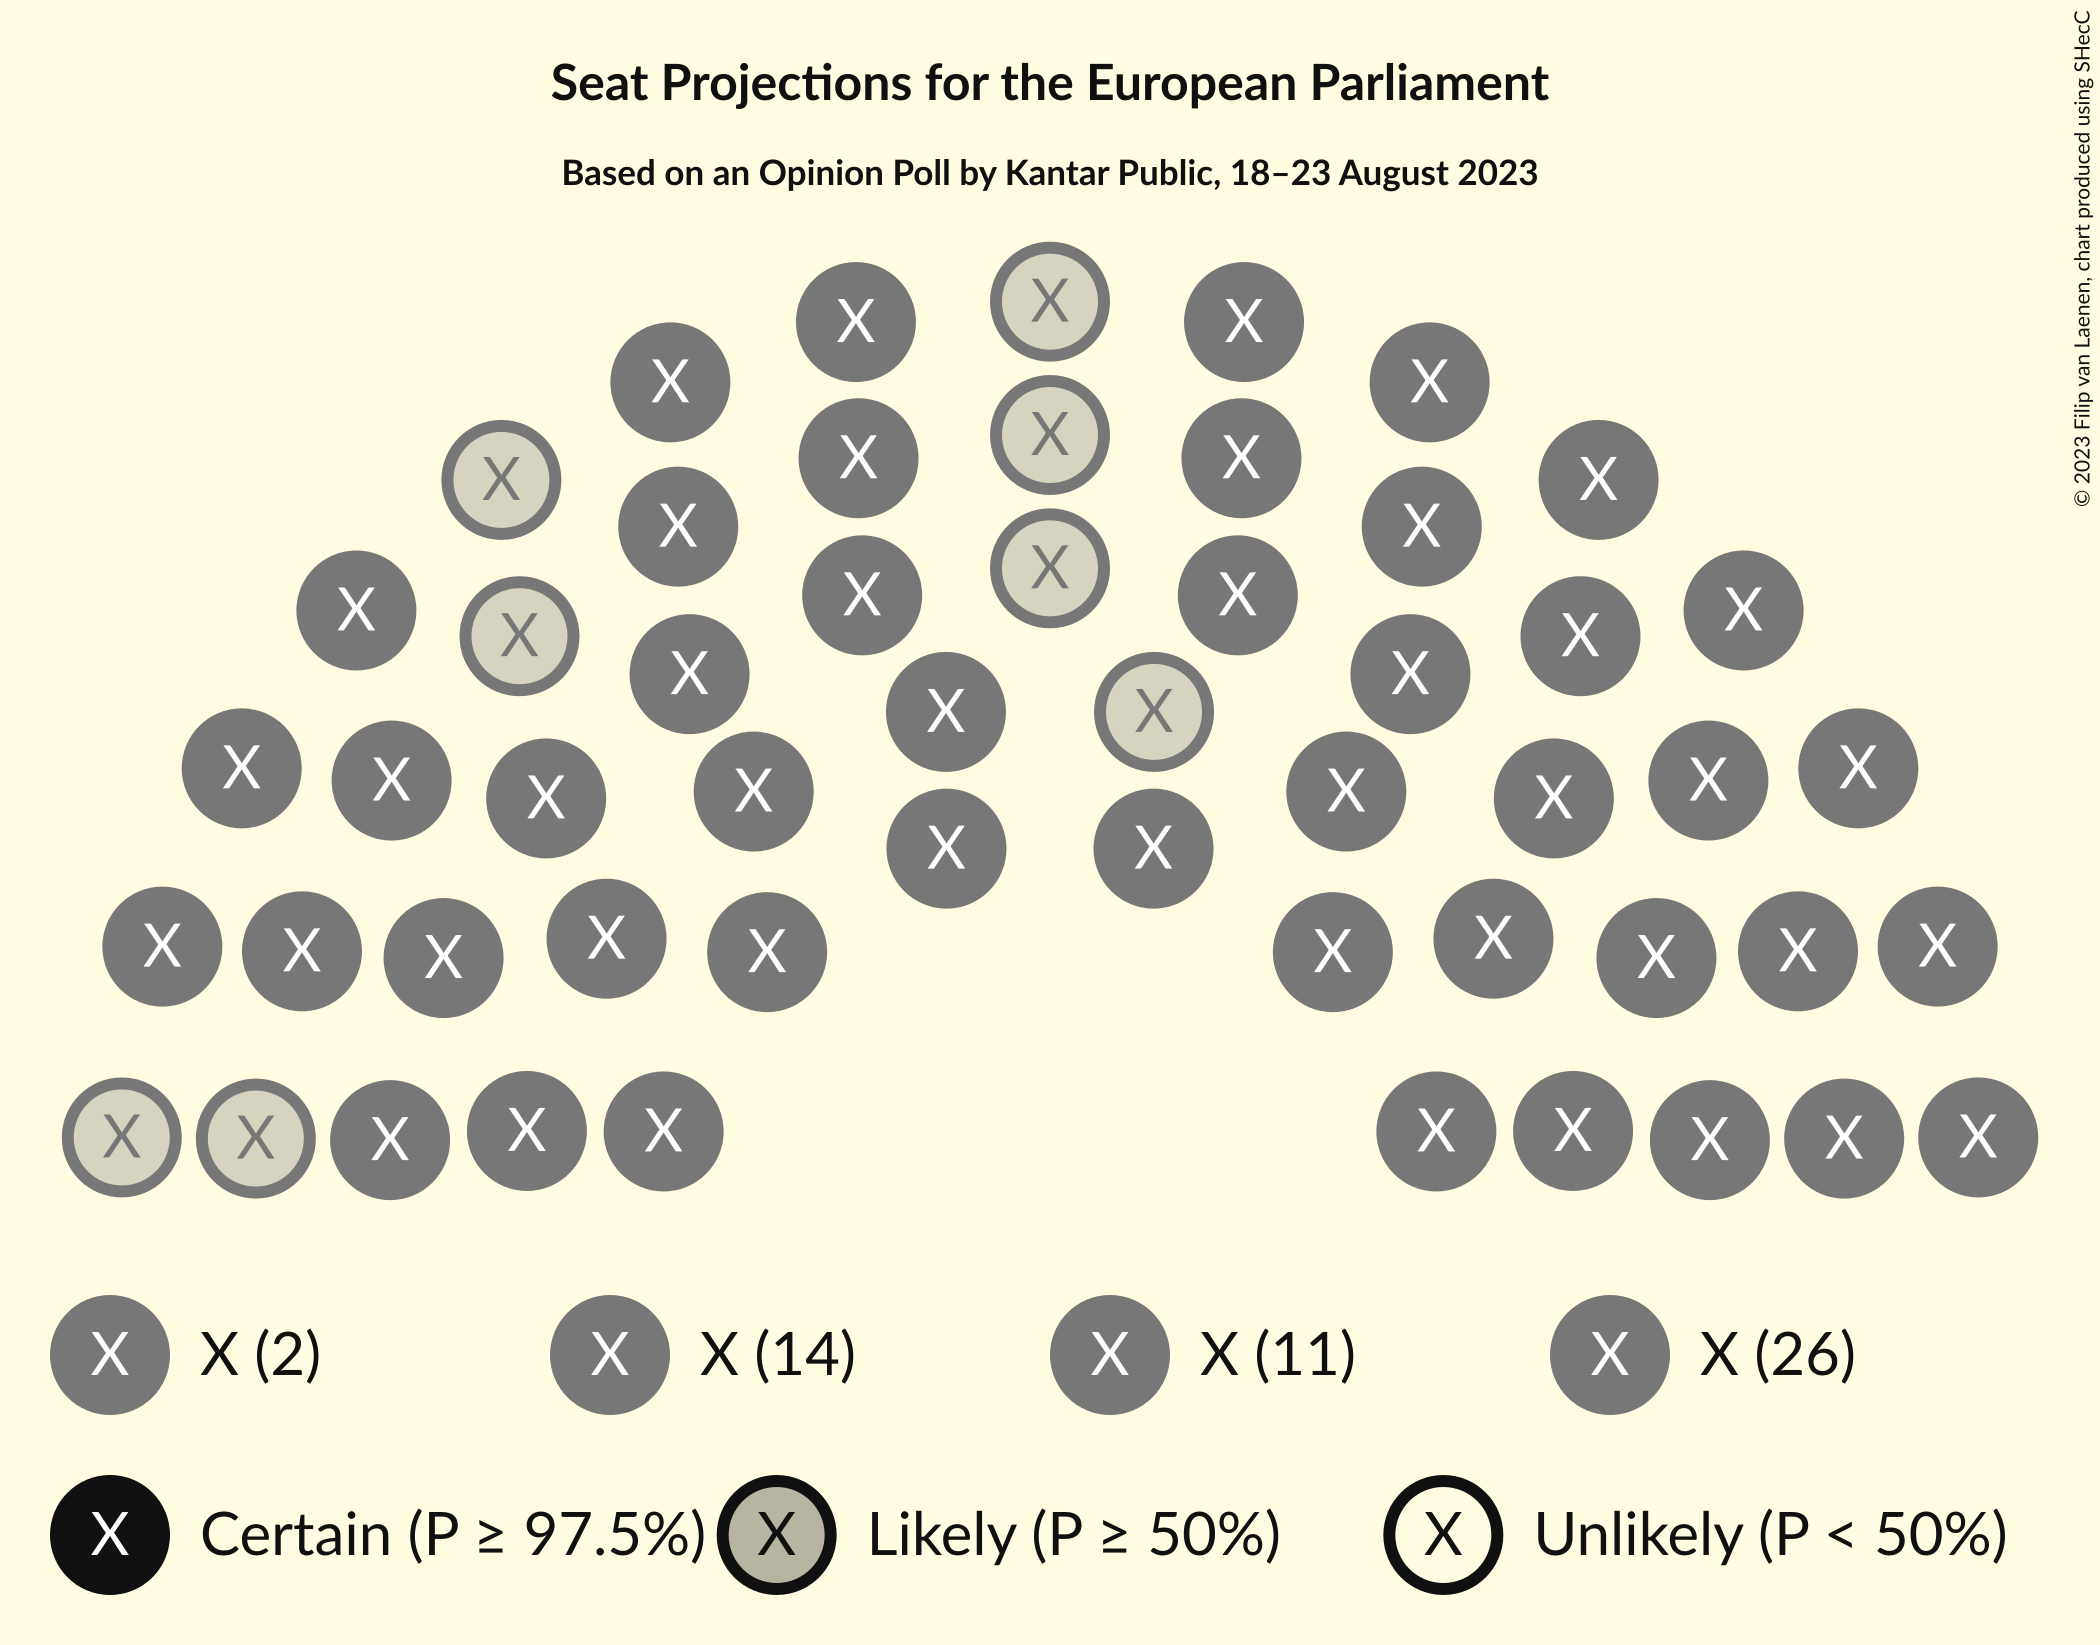 Seat Projections for the European Parliament
Based on an Opinion Poll by Kantar Public, 18–23 August 2023
© 2023 Filip van Laenen, chart produced using SHecC
X
X X
X X
X
X X
X X
X X
X
X X
X X
X X
X X
X X
X X X X X X X X
X X
X X X X X X X X X X
X X X X X X X X X X
X X (2) X X (14) X X (11) X X (26)
X Certain (P ≥ 97.5%) X Likely (P ≥ 50%) X Unlikely (P < 50%)